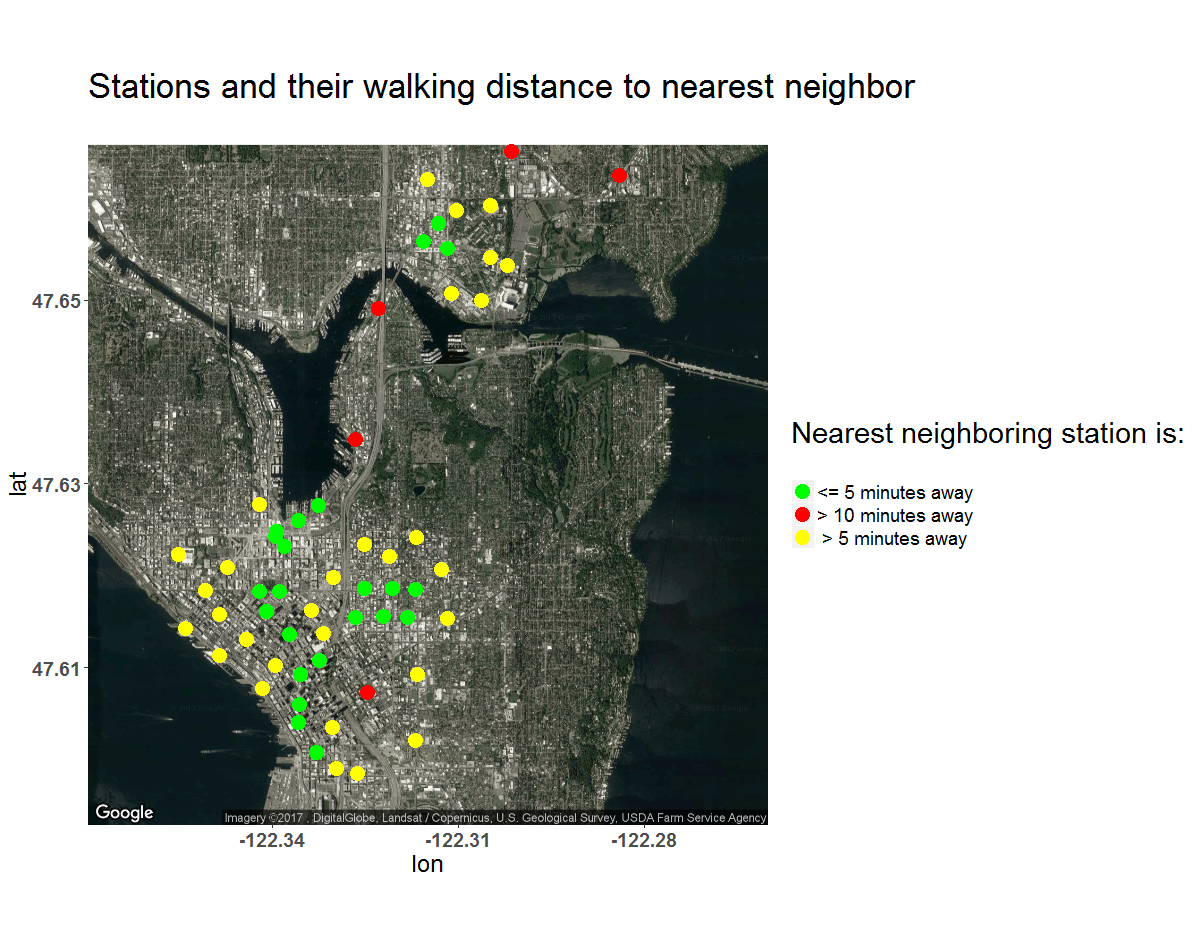 Stations and their walking distance to nearest neighbor
lat
47.65
47.63
47.61
Google
Imagery ©2017 , DigitalGlobe, Landsat / Copernicus, U.S. Geological Survey, USDA Farm Service Agency
-122.34
-122.31
-122.28
lon
Nearest neighboring station is:
<= 5 minutes away
> 10 minutes away
> 5 minutes away